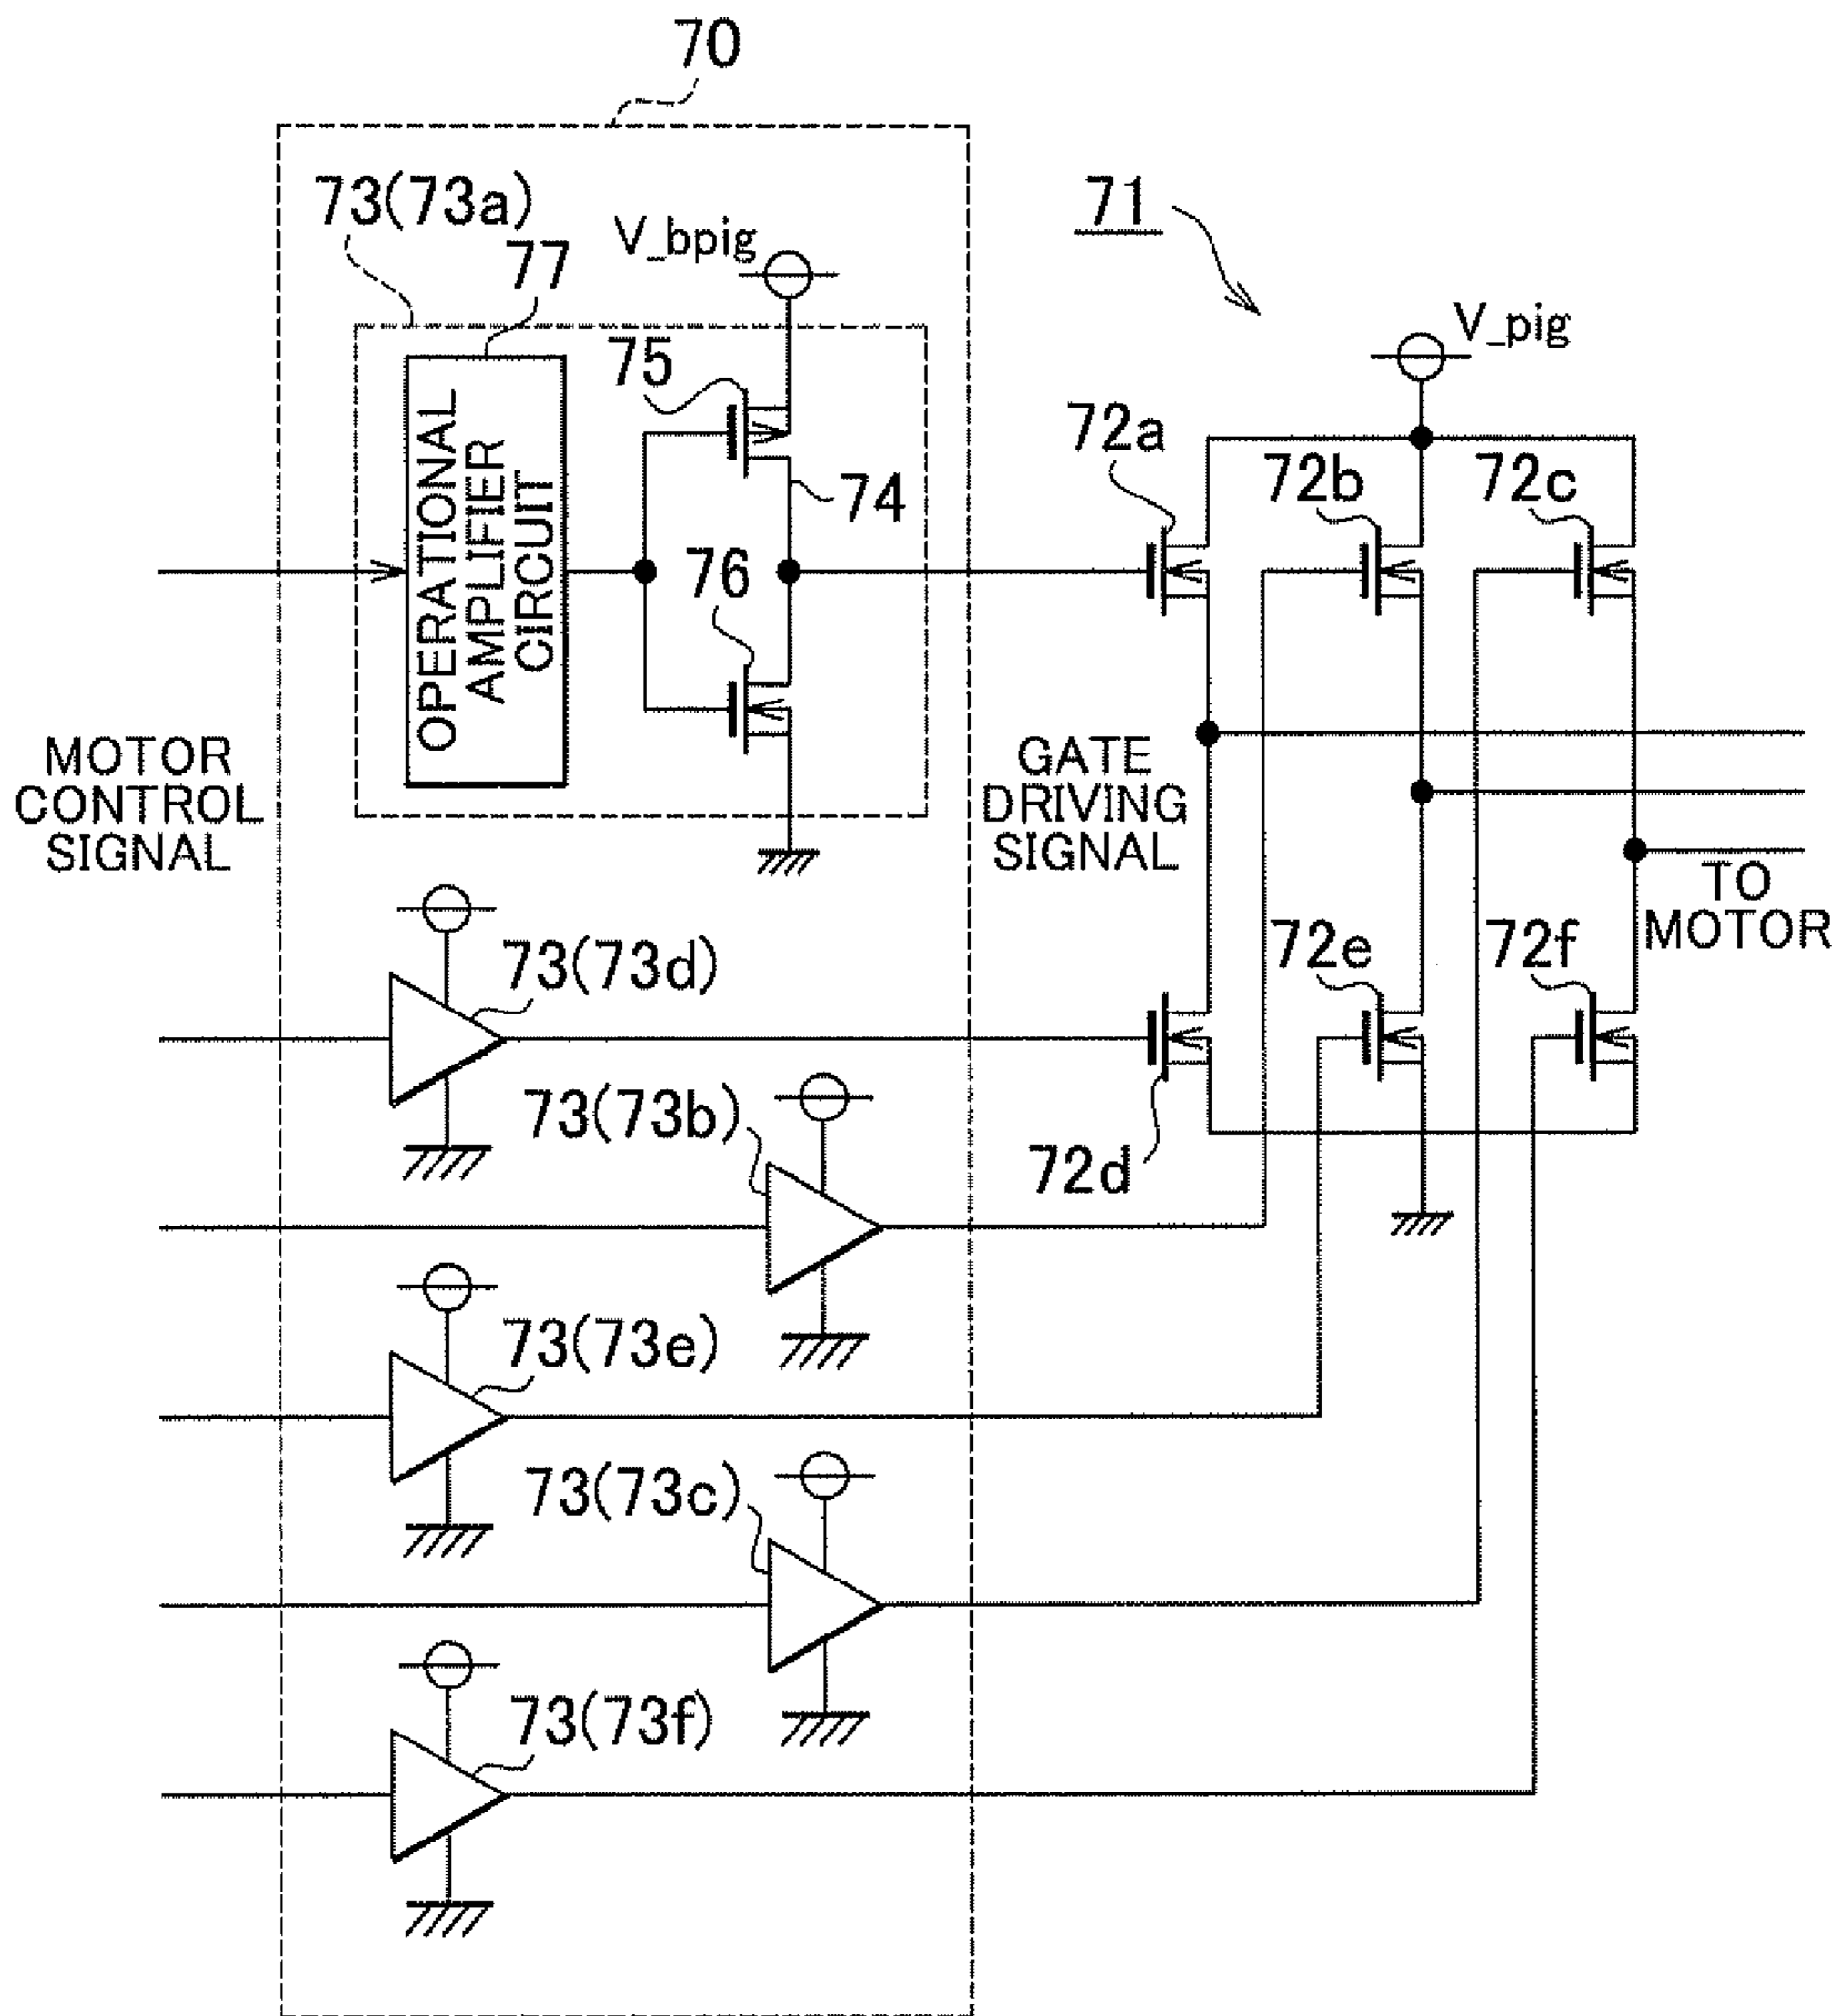 70
73(73a)
77
V_bpig
71
V_pig
75
72a
74
72b
72c
OPERATIONAL
AMPLIFIER
CIRCUIT
76
MOTOR
CONTROL
SIGNAL
GATE
DRIVING
SIGNAL
TO
MOTOR
73(73d)
72e
72f
73(73b)
72d
73(73e)
73(73c)
73(73f)